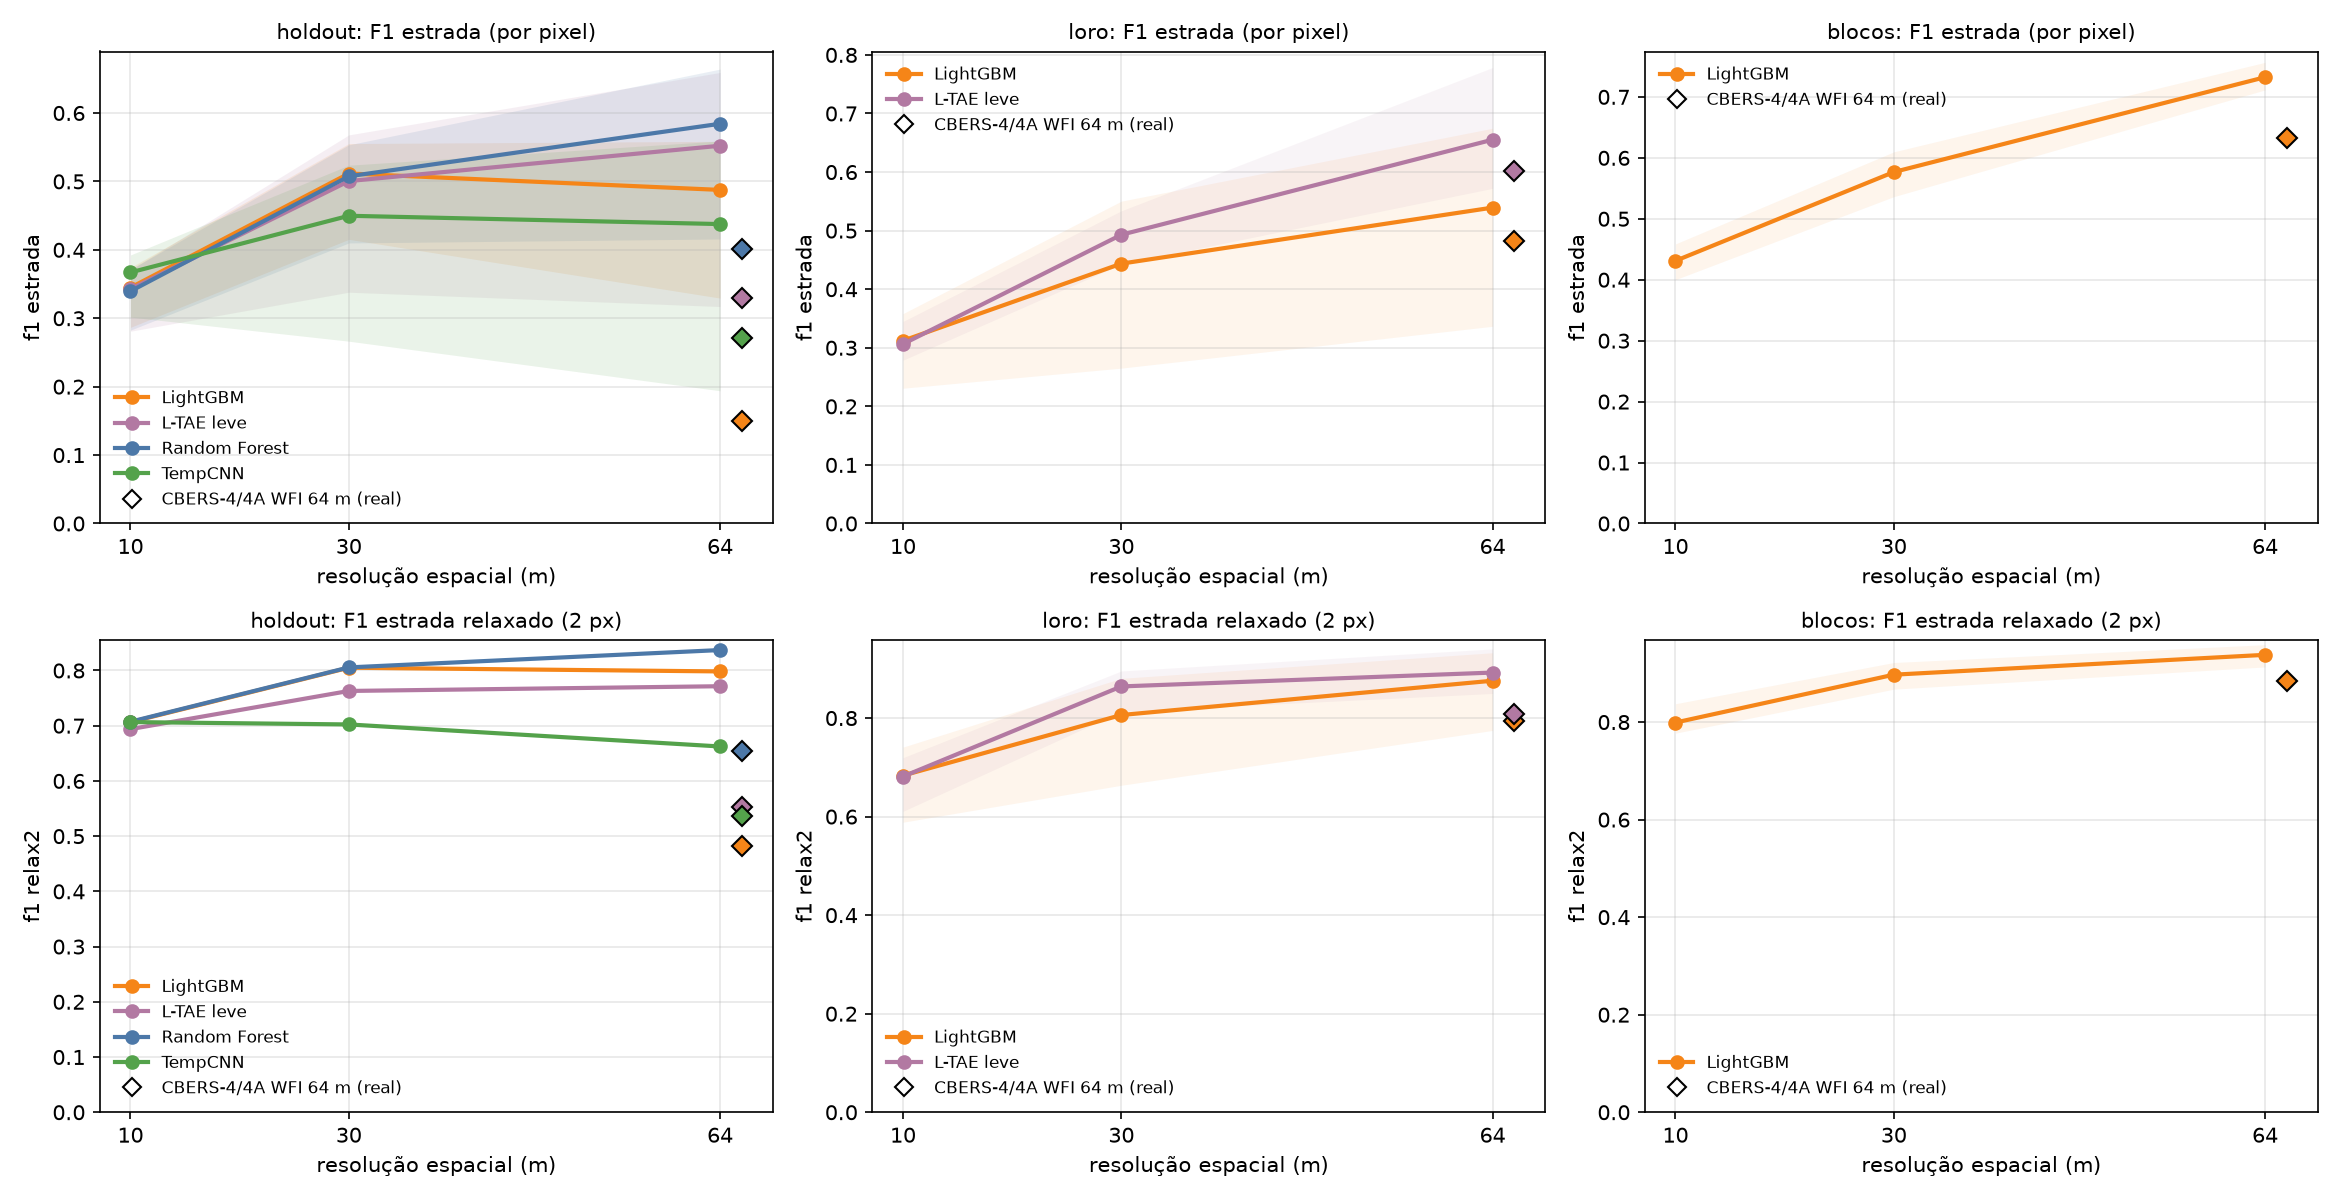 holdout: F1 estrada (por pixel)
f1 estrada
0.6
0.5
0.4
0.3
0.2
0.1
0.0
LightGBM
L-TAE leve
Random Forest
TempCNN
CBERS-4/4A WFI 64 m (real)
10 30 64
resolução espacial (m)
loro: F1 estrada (por pixel)
f1 estrada
0.8
0.7
0.6
0.5
0.4
0.3
0.2
0.1
0.0
LightGBM
L-TAE leve
CBERS-4/4A WFI 64 m (real)
10 30 64
resolução espacial (m)
blocos: F1 estrada (por pixel)
f1 estrada
0.7
0.6
0.5
0.4
0.3
0.2
0.1
0.0
LightGBM
CBERS-4/4A WFI 64 m (real)
10 30 64
resolução espacial (m)
holdout: F1 estrada relaxado (2 px)
f1 relax2
0.8
0.7
0.6
0.5
0.4
0.3
0.2
0.1
0.0
LightGBM
L-TAE leve
Random Forest
TempCNN
CBERS-4/4A WFI 64 m (real)
10 30 64
resolução espacial (m)
loro: F1 estrada relaxado (2 px)
f1 relax2
0.8
0.6
0.4
0.2
0.0
LightGBM
L-TAE leve
CBERS-4/4A WFI 64 m (real)
10 30 64
resolução espacial (m)
blocos: F1 estrada relaxado (2 px)
f1 relax2
0.8
0.6
0.4
0.2
0.0
LightGBM
CBERS-4/4A WFI 64 m (real)
10 30 64
resolução espacial (m)